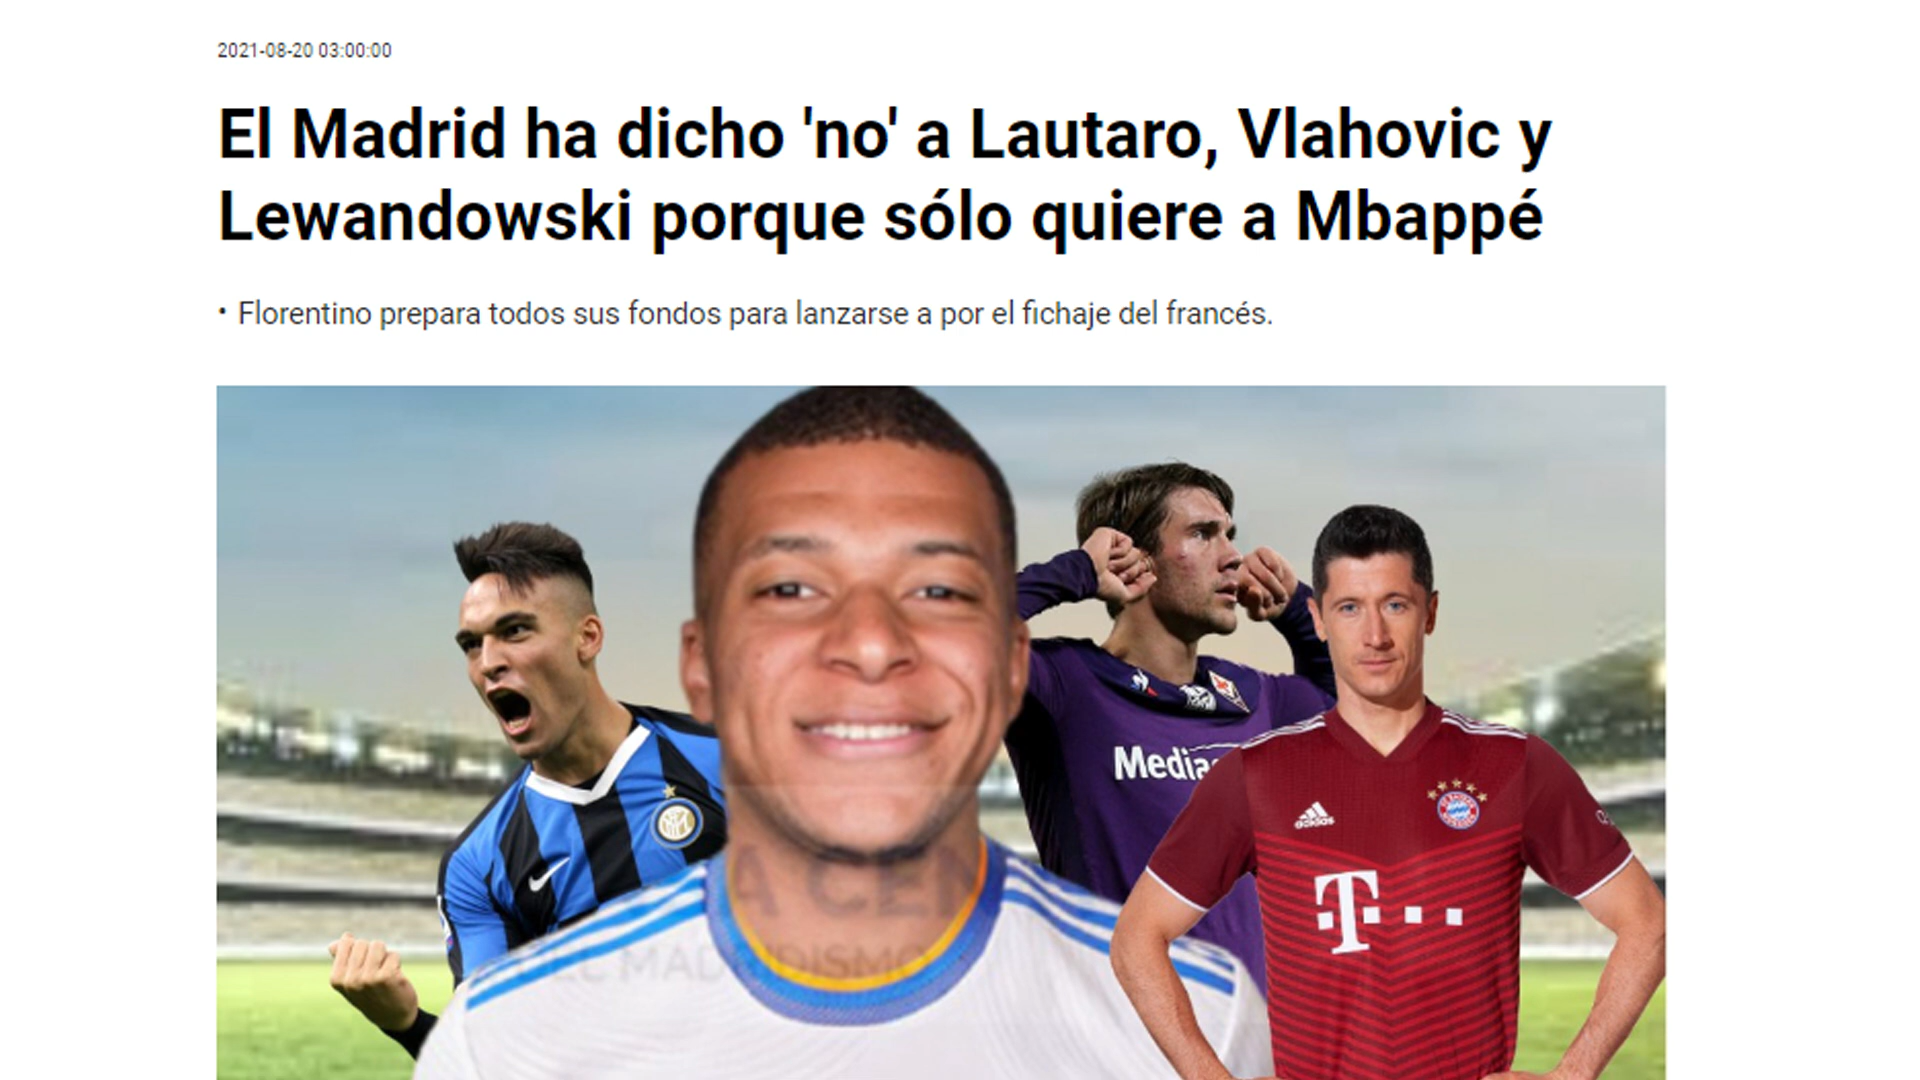 2021-08-20 03:00:00
El Madrid ha dicho 'no' a Lautaro, Vlahovic y
Lewandowski porque sólo quiere a Mbappé
• Florentino prepara todos sus fondos para lanzarse a por el fichaje del francés.
adidas
T